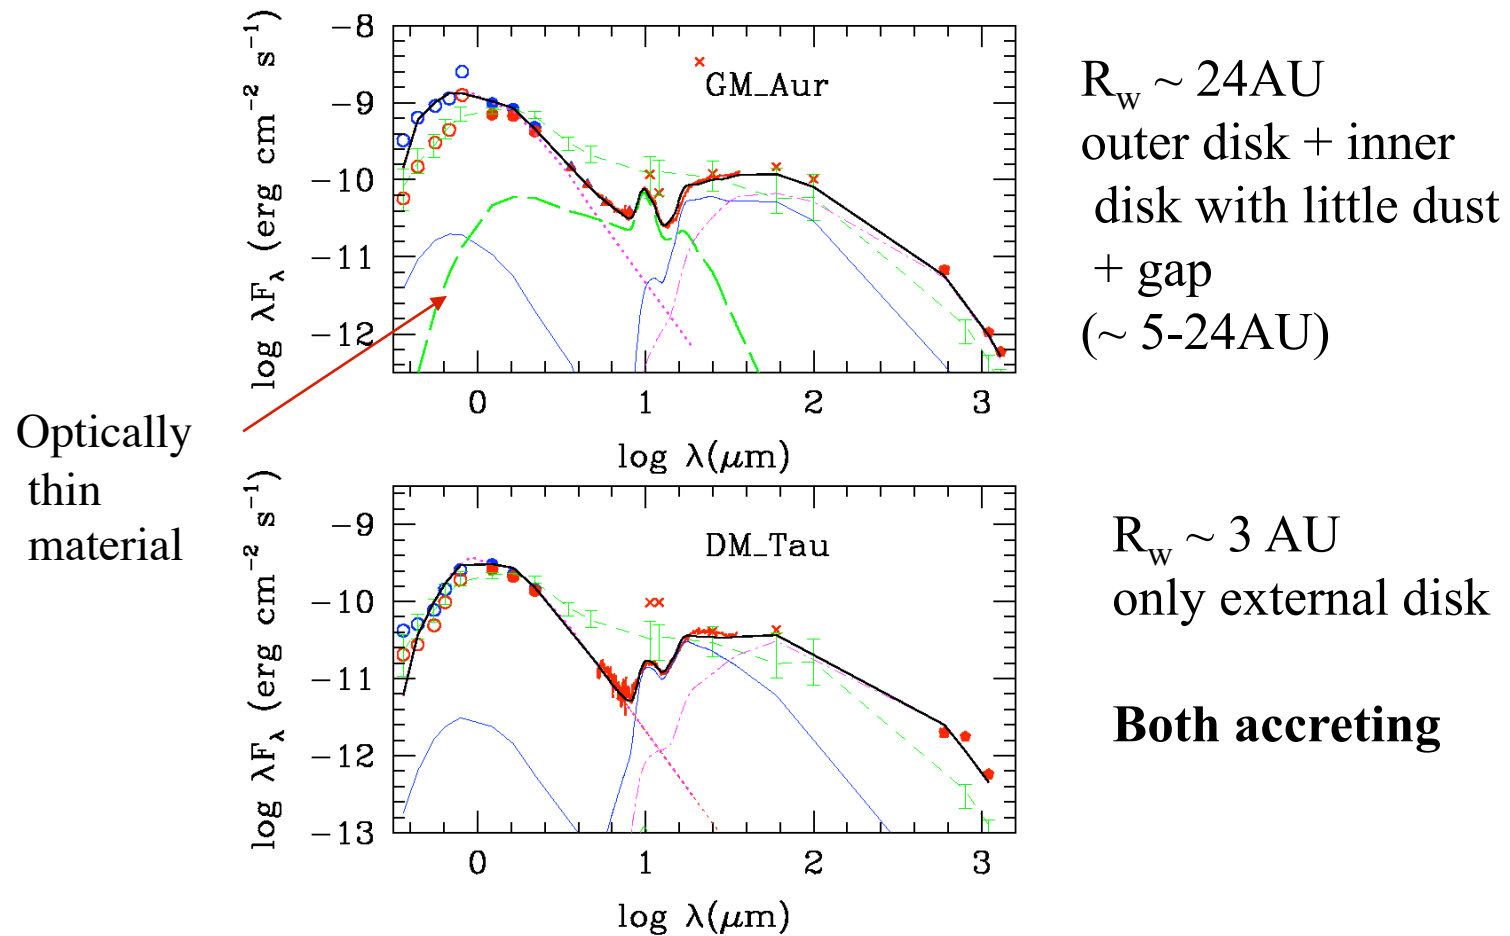 −8
−9
−10
−11
−12
log λF_λ (erg cm⁻² s⁻¹)
GM_Aur
0 1 2 3
log λ(μm)
R_w ~ 24AU
outer disk + inner
disk with little dust
+ gap
(~ 5-24AU)
Optically
thin
material
−9
−10
−11
−12
−13
log λF_λ (erg cm⁻² s⁻¹)
DM_Tau
0 1 2 3
log λ(μm)
R_w ~ 3 AU
only external disk
Both accreting